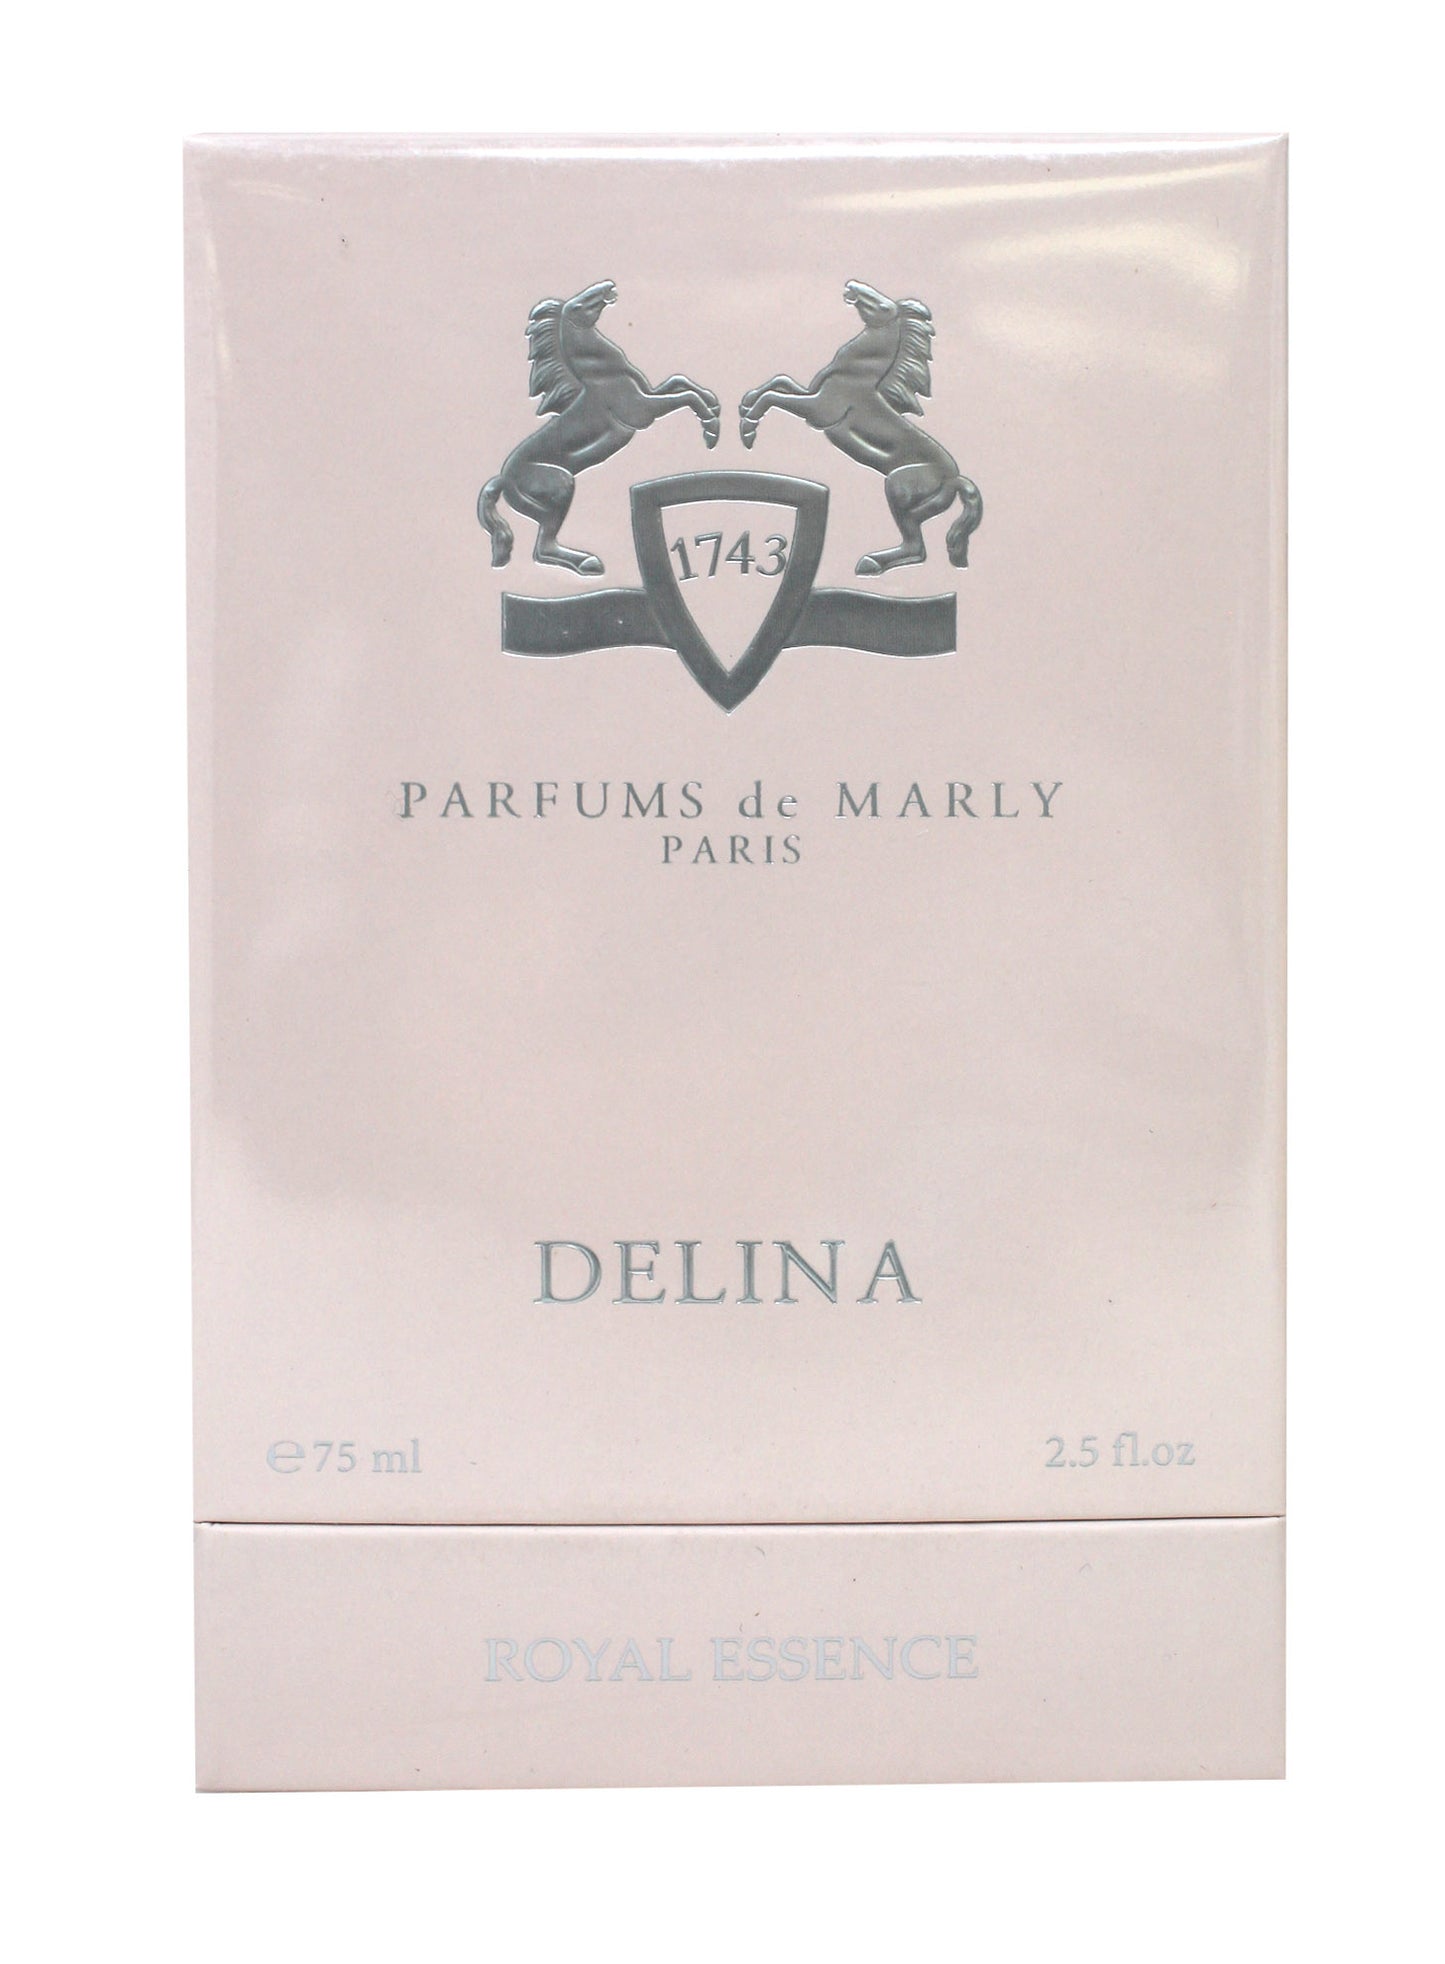 1743
PARFUMS de MARLY
PARIS
DELINA
℮75 ml 2.5 fl.oz
ROYAL ESSENCE